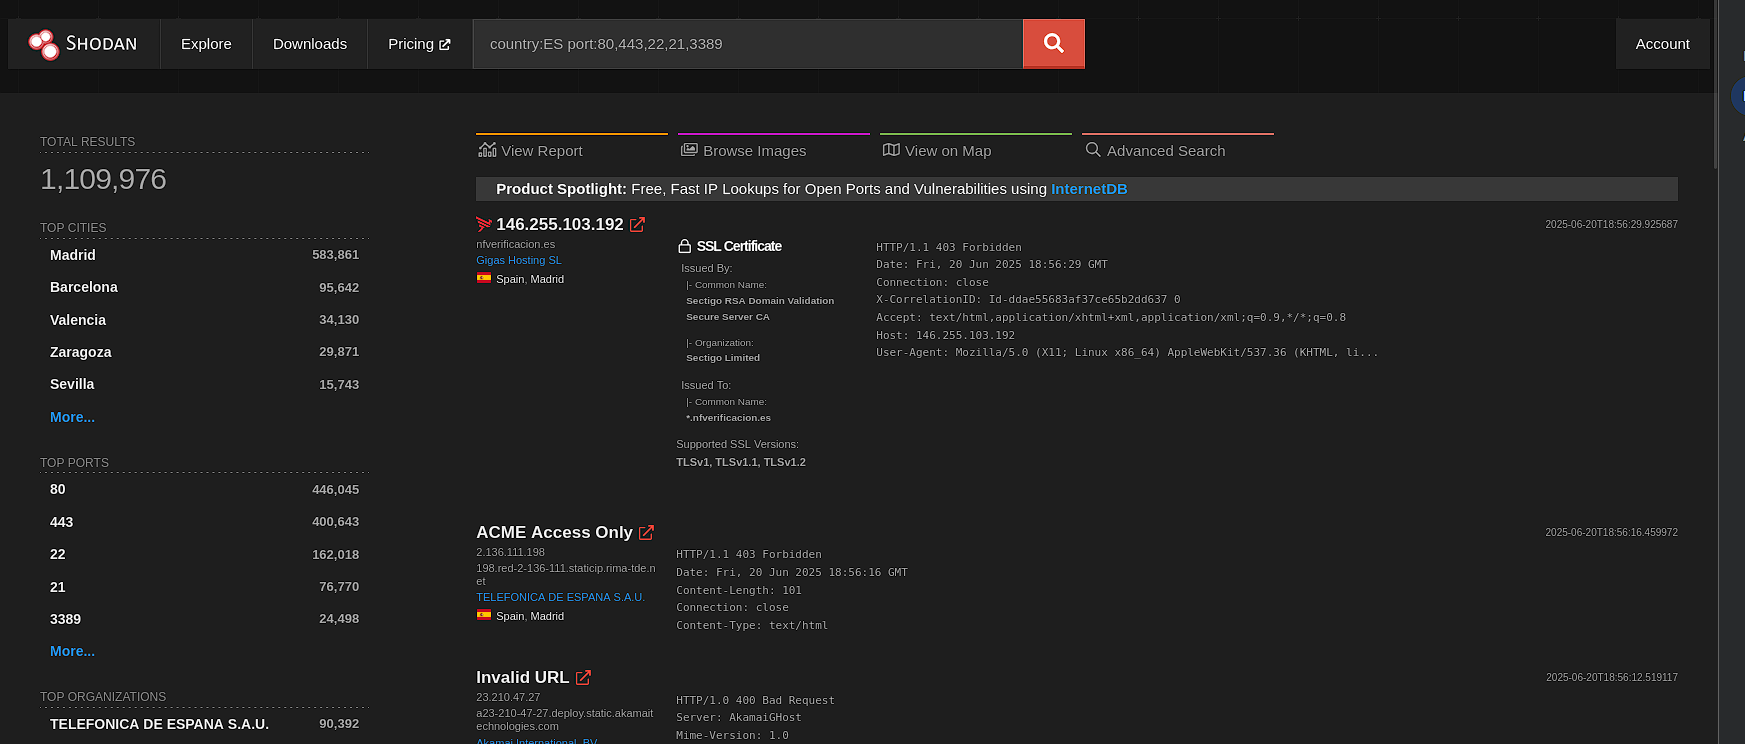 SHODAN
Explore
Downloads
Pricing
country:ES port:80,443,22,21,3389
Account
TOTAL RESULTS
1,109,976
TOP CITIES
Madrid 583,861
Barcelona 95,642
Valencia 34,130
Zaragoza 29,871
Sevilla 15,743
More...
TOP PORTS
80 446,045
443 400,643
22 162,018
21 76,770
3389 24,498
More...
TOP ORGANIZATIONS
TELEFONICA DE ESPANA S.A.U. 90,392
View Report
Browse Images
View on Map
Advanced Search
Product Spotlight: Free, Fast IP Lookups for Open Ports and Vulnerabilities using InternetDB
146.255.103.192
2025-06-20T18:56:29.925687
nfverificacion.es
Gigas Hosting SL
Spain, Madrid
SSL Certificate
Issued By:
|- Common Name:
Sectigo RSA Domain Validation
Secure Server CA
|- Organization:
Sectigo Limited
Issued To:
|- Common Name:
*.nfverificacion.es
Supported SSL Versions:
TLSv1, TLSv1.1, TLSv1.2
HTTP/1.1 403 Forbidden
Date: Fri, 20 Jun 2025 18:56:29 GMT
Connection: close
X-CorrelationID: Id-ddae55683af37ce65b2dd637 0
Accept: text/html,application/xhtml+xml,application/xml;q=0.9,*/*;q=0.8
Host: 146.255.103.192
User-Agent: Mozilla/5.0 (X11; Linux x86_64) AppleWebKit/537.36 (KHTML, li...
ACME Access Only
2025-06-20T18:56:16.459972
2.136.111.198
198.red-2-136-111.staticip.rima-tde.n
et
TELEFONICA DE ESPANA S.A.U.
Spain, Madrid
HTTP/1.1 403 Forbidden
Date: Fri, 20 Jun 2025 18:56:16 GMT
Content-Length: 101
Connection: close
Content-Type: text/html
Invalid URL
2025-06-20T18:56:12.519117
23.210.47.27
a23-210-47-27.deploy.static.akamait
echnologies.com
Akamai International, BV
HTTP/1.0 400 Bad Request
Server: AkamaiGHost
Mime-Version: 1.0